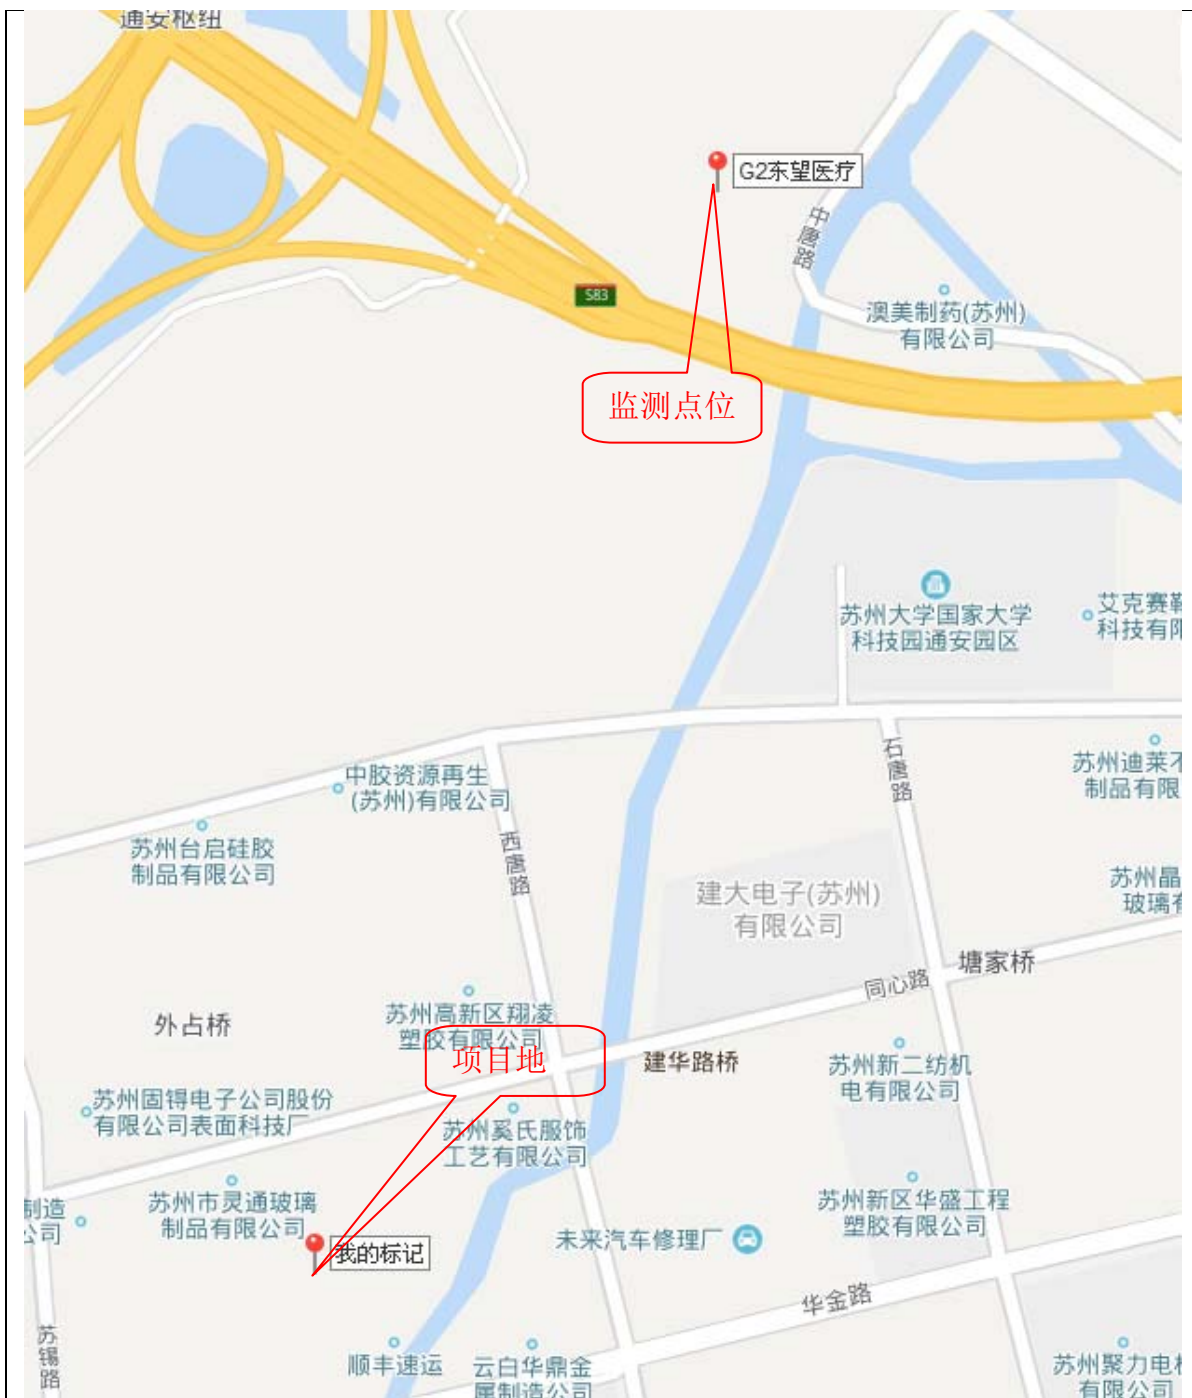 通安枢纽
G2东望医疗
中唐路
S83
澳美制药(苏州)
有限公司
监测点位
苏州大学国家大学
科技园通安园区
艾克赛
科技有限
石唐路
苏州迪莱
制品有限
中胶资源再生
(苏州)有限公司
苏州台启硅胶
制品有限公司
西唐路
建大电子(苏州)
有限公司
苏州晶
玻璃有
塘家桥
同心路
苏州高新区翔凌
塑胶有限公司
外占桥
项目地
建华路桥
苏州新二纺机
电有限公司
苏州固锝电子公司股份
有限公司表面科技厂
苏州奚氏服饰
工艺有限公司
苏州市灵通玻璃
制品有限公司
制造
公司
苏州新区华盛工程
塑胶有限公司
未来汽车修理厂
我的标记
华金路
苏锡路
顺丰速运
云白华鼎金
属制造公司
苏州聚力电机
有限公司